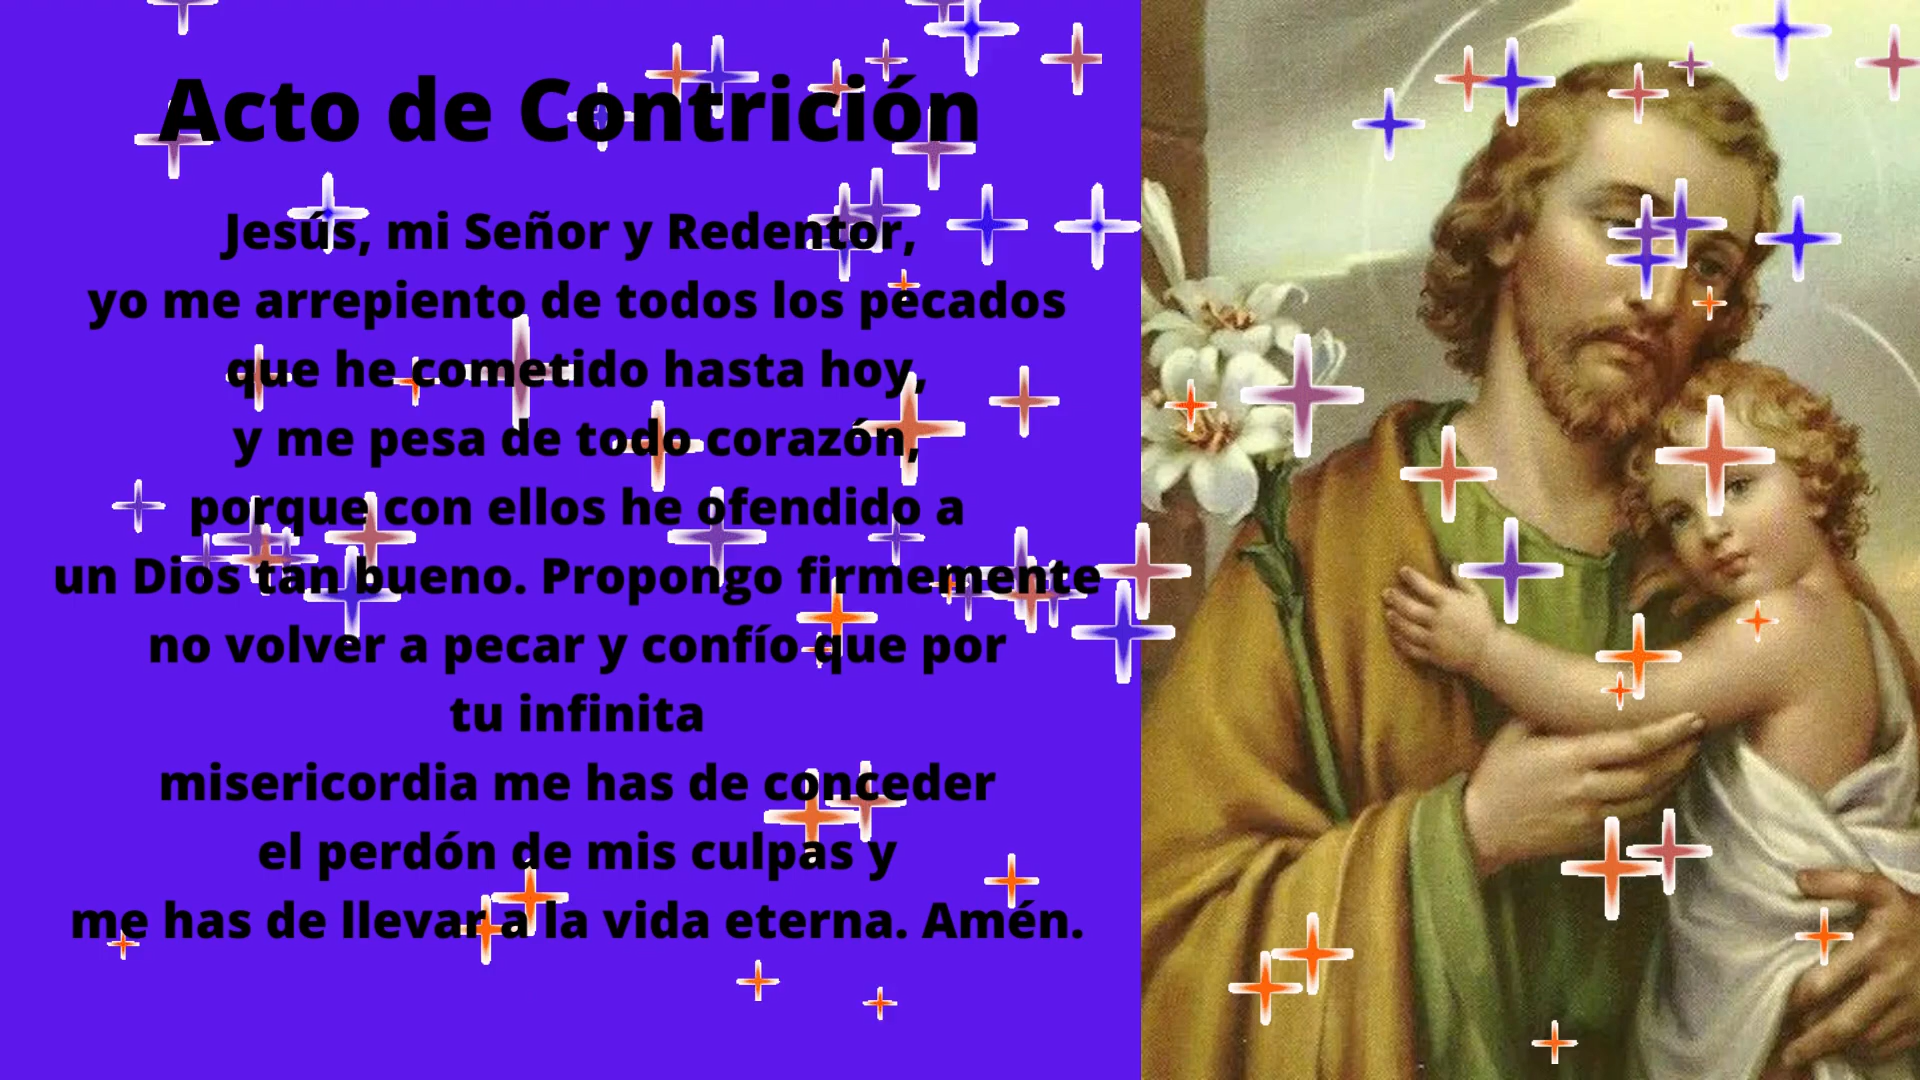 Acto de Contrición
Jesús, mi Señor y Redentor,
yo me arrepiento de todos los pecados
que he cometido hasta hoy,
y me pesa de todo corazón,
porque con ellos he ofendido a
un Dios tan bueno. Propongo firmemente
no volver a pecar y confío que por
tu infinita
misericordia me has de conceder
el perdón de mis culpas y
me has de llevar a la vida eterna. Amén.